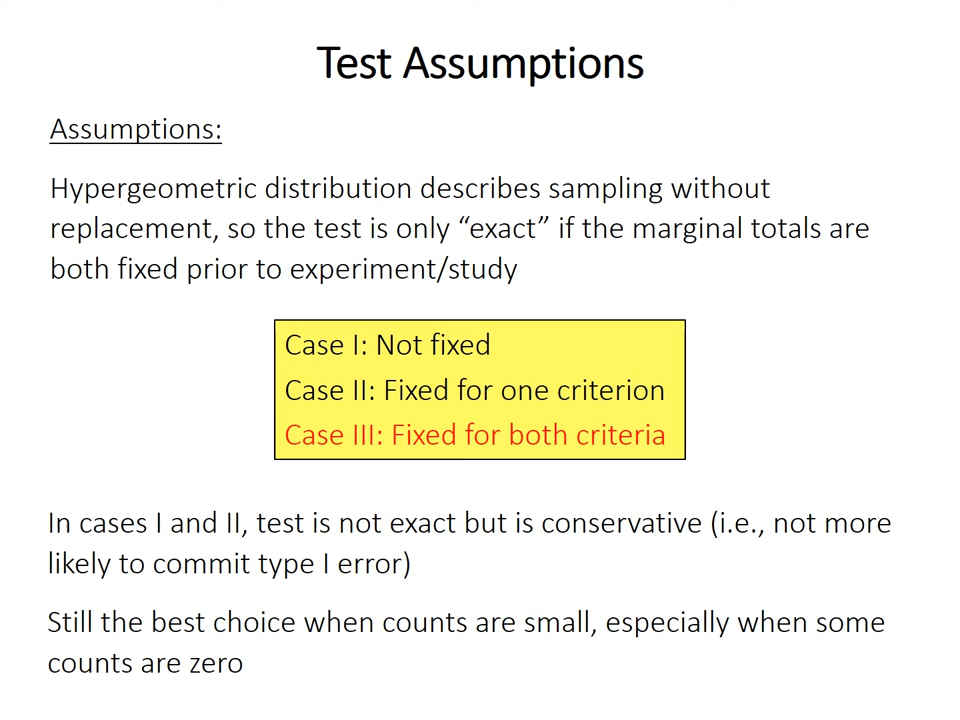 Test Assumptions
Assumptions:
Hypergeometric distribution describes sampling without
replacement, so the test is only “exact” if the marginal totals are
both fixed prior to experiment/study
Case I: Not fixed
Case II: Fixed for one criterion
Case III: Fixed for both criteria
In cases I and II, test is not exact but is conservative (i.e., not more
likely to commit type I error)
Still the best choice when counts are small, especially when some
counts are zero